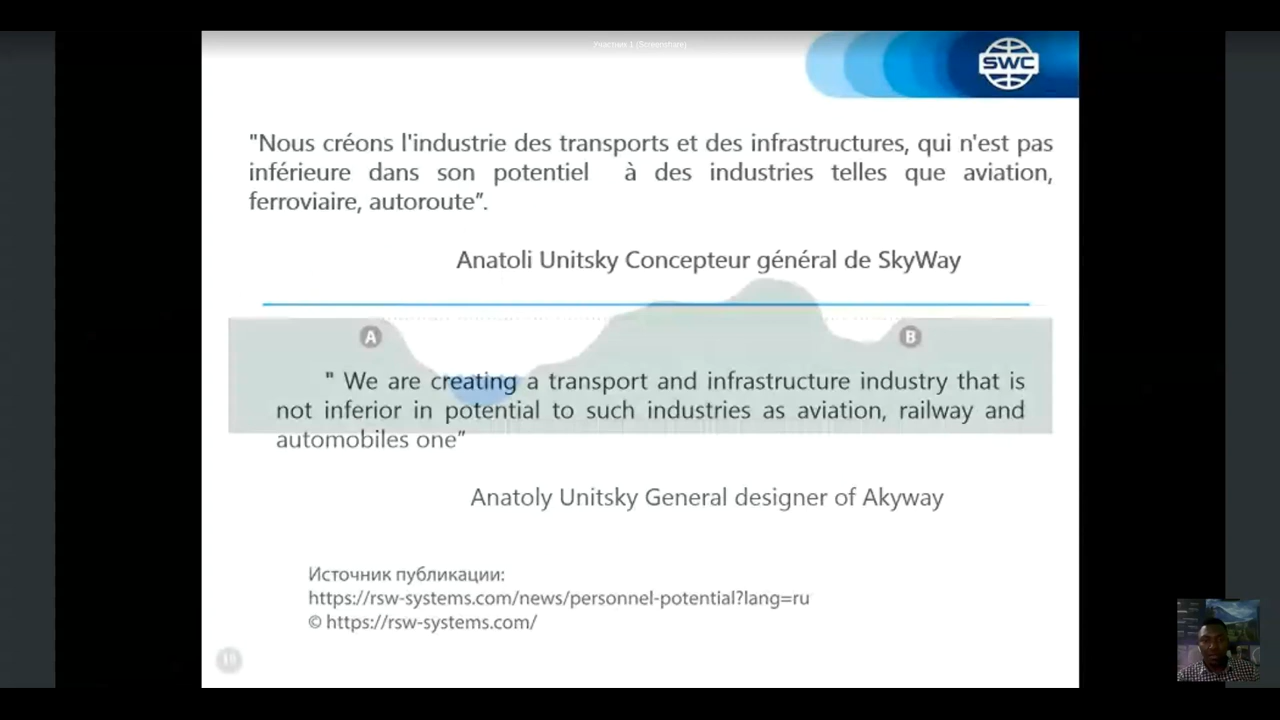 Участник 1 (Screenshare)
SWC
"Nous créons l'industrie des transports et des infrastructures, qui n'est pas
inférieure dans son potentiel à des industries telles que aviation,
ferroviaire, autoroute”.
Anatoli Unitsky Concepteur général de SkyWay
A
B
" We are creating a transport and infrastructure industry that is
not inferior in potential to such industries as aviation, railway and
automobiles one”
Anatoly Unitsky General designer of Akyway
Источник публикации:
https://rsw-systems.com/news/personnel-potential?lang=ru
© https://rsw-systems.com/